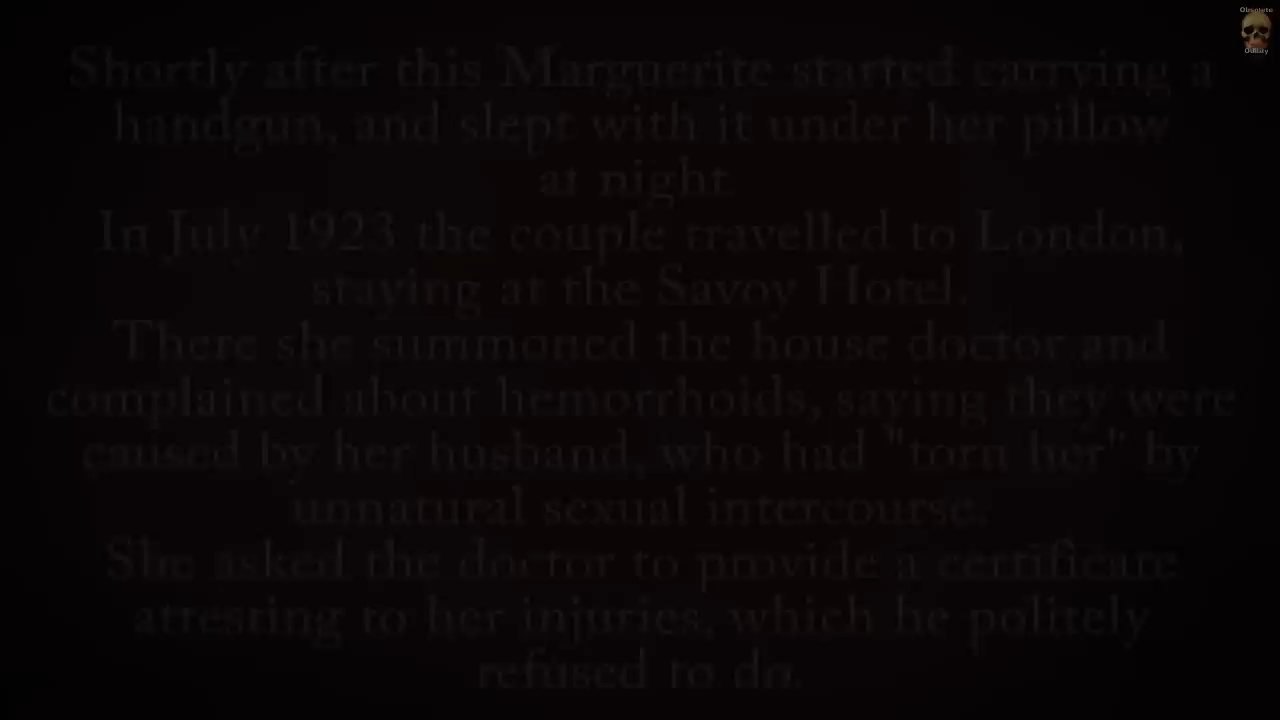 Obsolete
Oddity
Shortly after this Marguerite started carrying a
handgun, and slept with it under her pillow
at night.
In July 1923 the couple travelled to London,
staying at the Savoy Hotel.
There she summoned the house doctor and
complained about hemorrhoids, saying they were
caused by her husband, who had "torn her" by
unnatural sexual intercourse.
She asked the doctor to provide a certificate
attesting to her injuries, which he politely
refused to do.